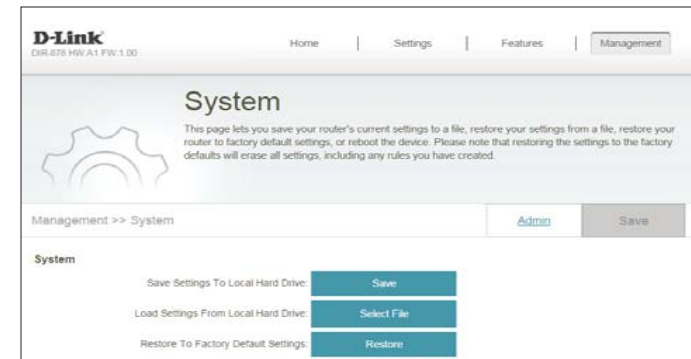 D-Link
DIR-878 HW:A1 FW:1.00
Home | Settings | Features | Management
System
This page lets you save your router's current settings to a file, restore your settings from a file, restore your
router to factory default settings, or reboot the device. Please note that restoring the settings to the factory
defaults will erase all settings, including any rules you have created.
Management >> System
Admin
Save
System
Save Settings To Local Hard Drive: Save
Load Settings From Local Hard Drive: Select File
Restore To Factory Default Settings: Restore